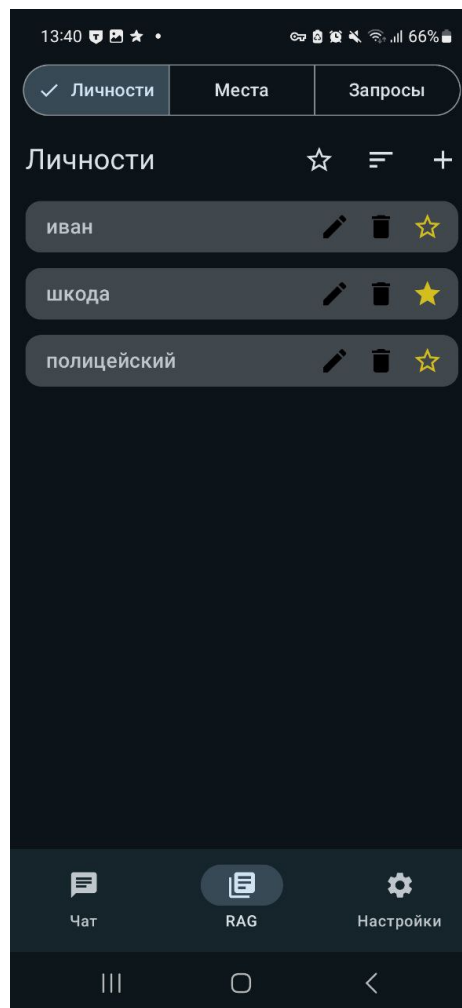 13:40 66%
Личности Места Запросы
Личности
иван
шкода
полицейский
Чат RAG Настройки